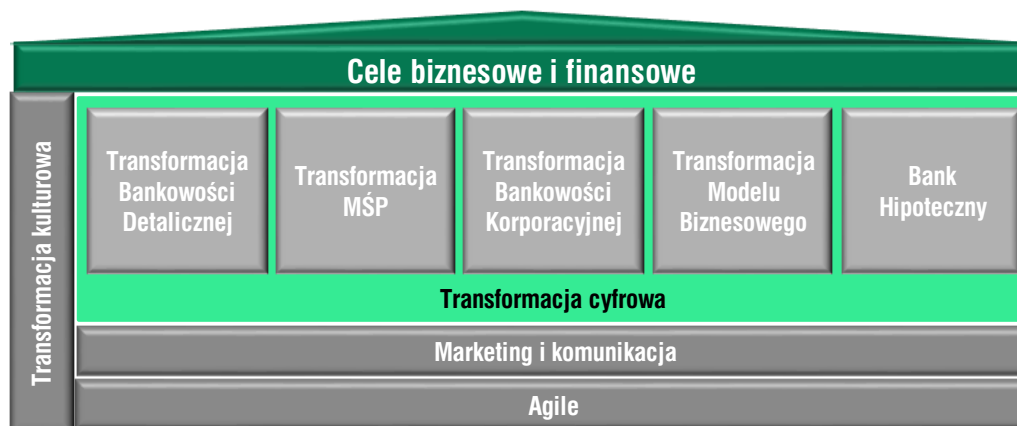 Cele biznesowe i finansowe
Transformacja kulturowa
Transformacja
Bankowości
Detalicznej
Transformacja
MŚP
Transformacja
Bankowości
Korporacyjnej
Transformacja
Modelu
Biznesowego
Bank
Hipoteczny
Transformacja cyfrowa
Marketing i komunikacja
Agile